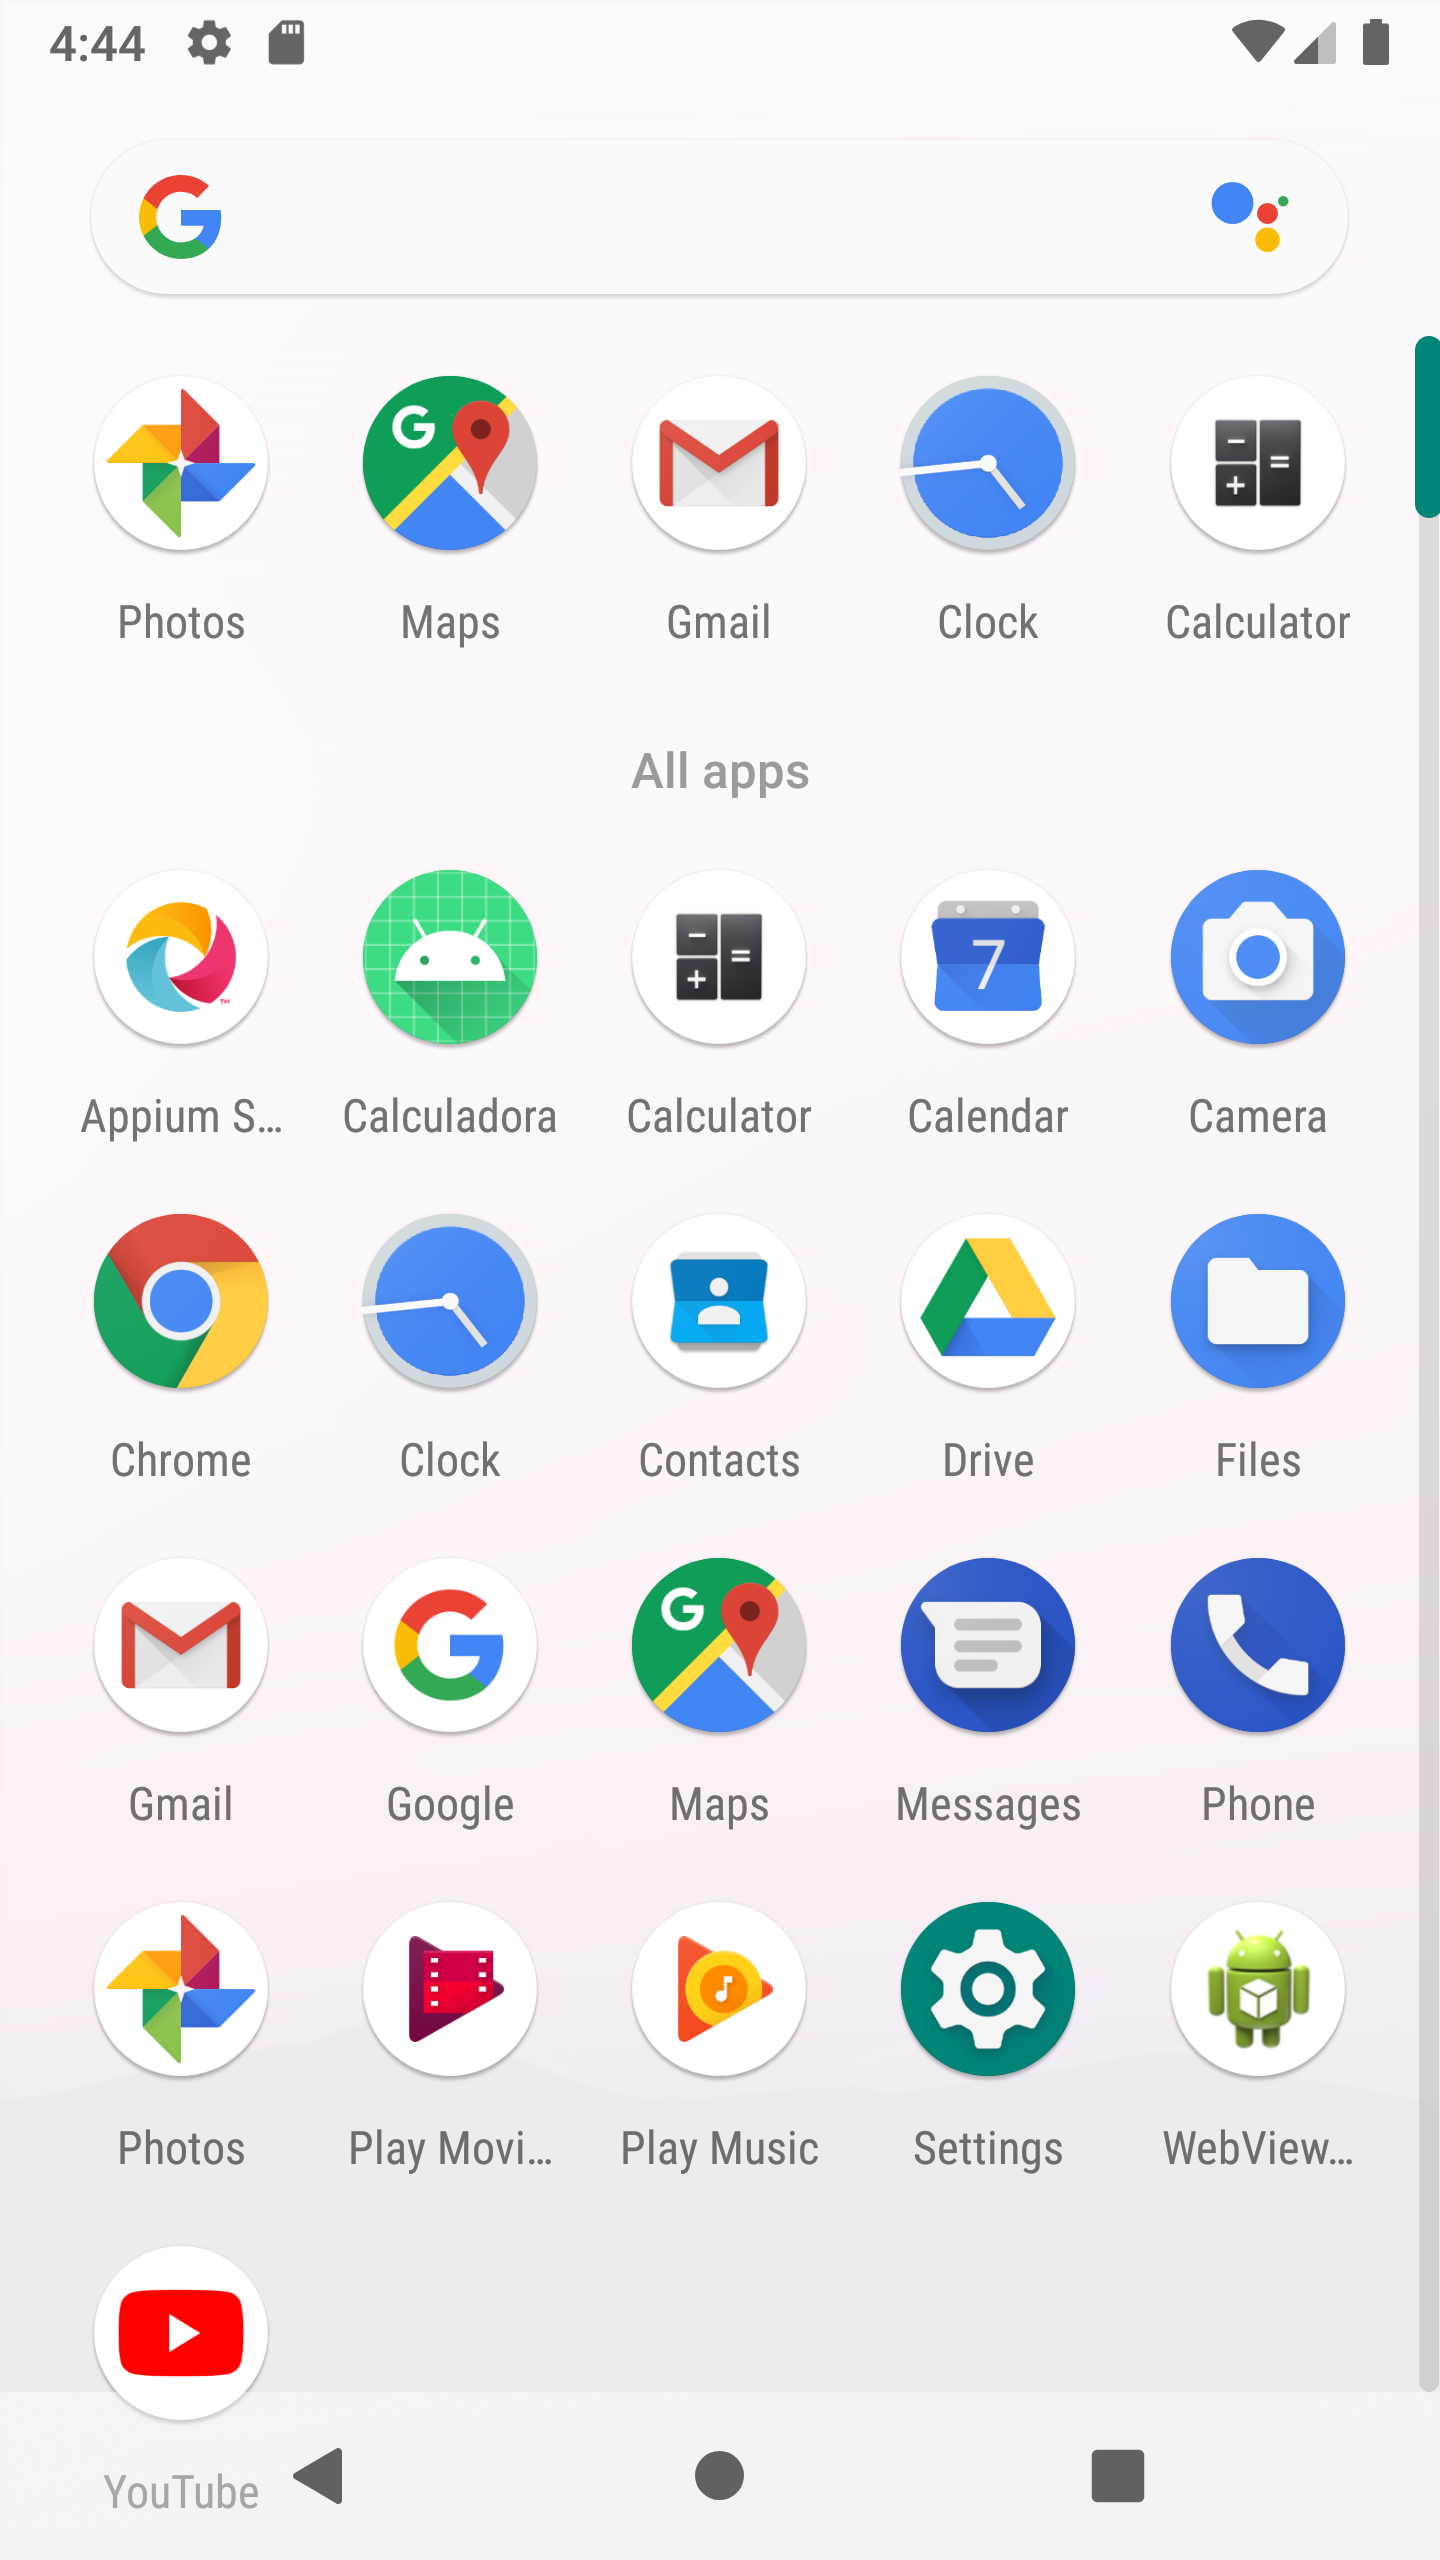 4:44
Photos Maps Gmail Clock Calculator
All apps
7
Appium S... Calculadora Calculator Calendar Camera
Chrome Clock Contacts Drive Files
Gmail Google Maps Messages Phone
Photos Play Movi... Play Music Settings WebView...
YouTube